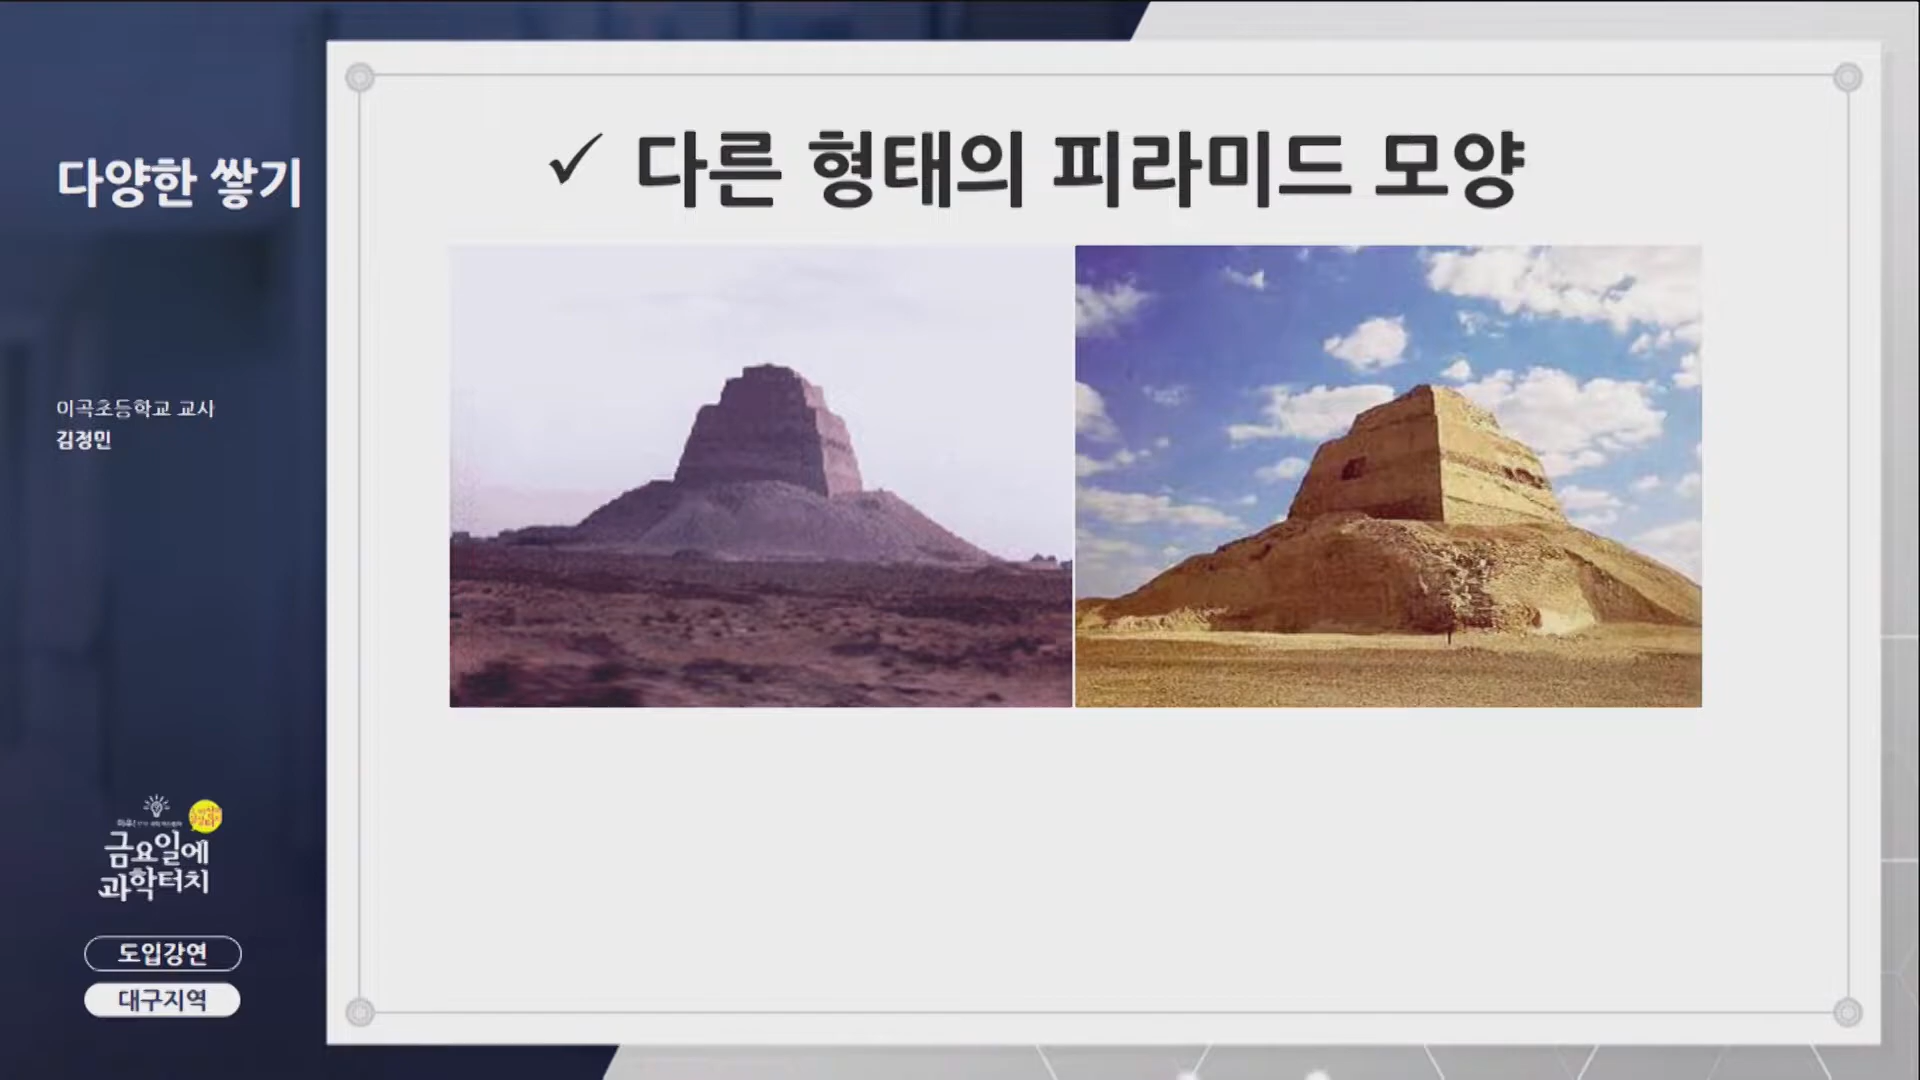 다양한 쌓기
✓ 다른 형태의 피라미드 모양
이곡초등학교 교사
김정민
금요일에
과학터치
도입강연
대구지역